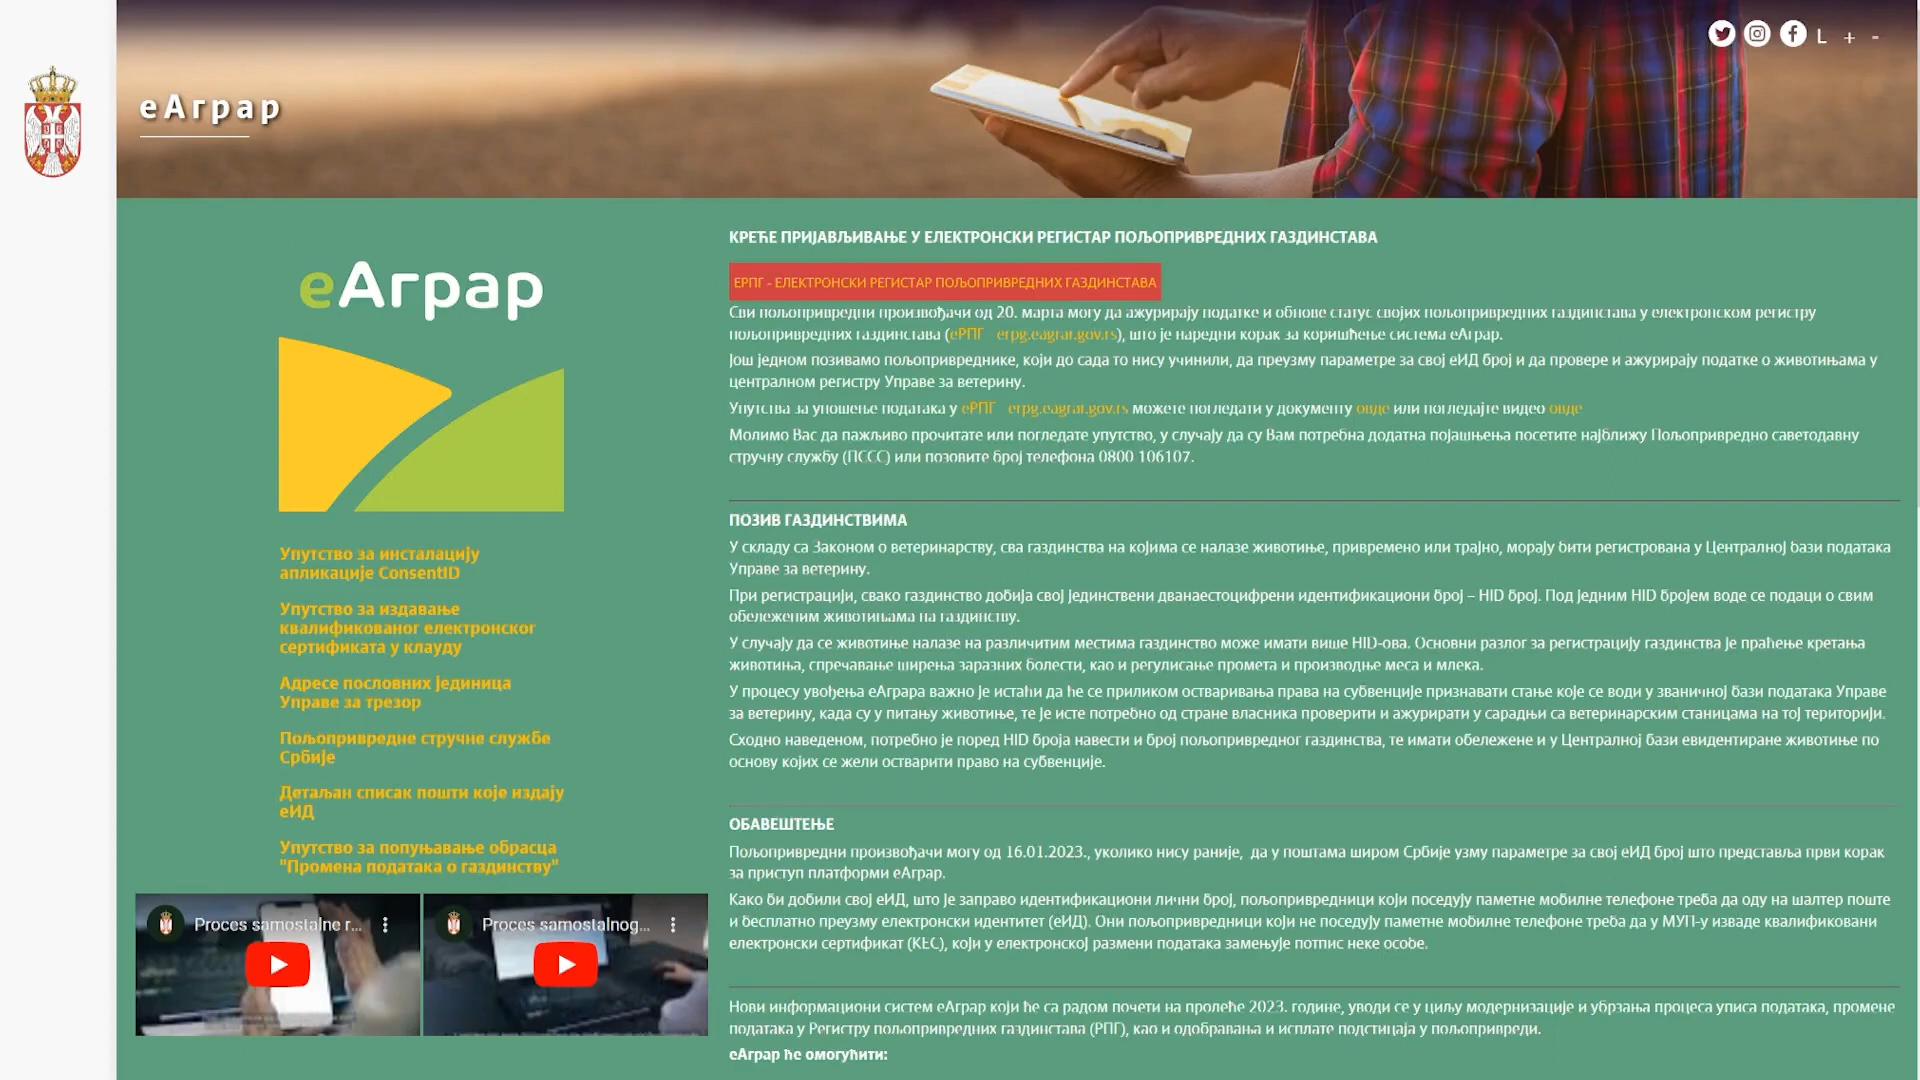 L + -
еАграр
еАграр
Упутство за инсталацију
апликације ConsentID
Упутство за издавање
квалификованог електронског
сертификата у клауду
Адресе пословних јединица
Управе за трезор
Пољопривредне стручне службе
Србије
Детаљан списак пошти које издају
еИД
Упутство за попуњавање обрасца
"Промена података о газдинству"
Proces samostalne r...
Proces samostalnog...
КРЕЋЕ ПРИЈАВЉИВАЊЕ У ЕЛЕКТРОНСКИ РЕГИСТАР ПОЉОПРИВРЕДНИХ ГАЗДИНСТАВА
ЕРПГ - ЕЛЕКТРОНСКИ РЕГИСТАР ПОЉОПРИВРЕДНИХ ГАЗДИНСТАВА
Сви пољопривредни произвођачи од 20. марта могу да ажурирају податке и обнове статус својих пољопривредних газдинстава у електронском регистру
пољопривредних газдинстава (еРПГ erpg.eagrar.gov.rs), што је наредни корак за коришћење система еАграр.
Још једном позивамо пољопривреднике, који до сада то нису учинили, да преузму параметре за свој еИД број и да провере и ажурирају податке о животињама у
централном регистру Управе за ветерину.
Упутства за уношење података у еРПГ erpg.eagrar.gov.rs можете погледати у документу овде или погледајте видео овде
Молимо Вас да пажљиво прочитате или погледате упутство, у случају да су Вам потребна додатна појашњења посетите најближу Пољопривредно саветодавну
стручну службу (ПССС) или позовите број телефона 0800 106107.
ПОЗИВ ГАЗДИНСТВИМА
У складу са Законом о ветеринарству, сва газдинства на којима се налазе животиње, привремено или трајно, морају бити регистрована у Централној бази података
Управе за ветерину.
При регистрацији, свако газдинство добија свој јединствени дванаестоцифрени идентификациони број – HID број. Под једним HID бројем воде се подаци о свим
обележеним животињама на газдинству.
У случају да се животиње налазе на различитим местима газдинство може имати више HID-ова. Основни разлог за регистрацију газдинства је праћење кретања
животиња, спречавање ширења заразних болести, као и регулисање промета и производње меса и млека.
У процесу увођења еАграра важно је истаћи да ће се приликом остваривања права на субвенције признавати стање које се води у званичној бази података Управе
за ветерину, када су у питању животиње, те је исте потребно од стране власника проверити и ажурирати у сарадњи са ветеринарским станицама на тој територији.
Сходно наведеном, потребно је поред HID броја навести и број пољопривредног газдинства, те имати обележене и у Централној бази евидентиране животиње по
основу којих се жели остварити право на субвенције.
ОБАВЕШТЕЊЕ
Пољопривредни произвођачи могу од 16.01.2023., уколико нису раније, да у поштама широм Србије узму параметре за свој еИД број што представља први корак
за приступ платформи еАграр.
Како би добили свој еИД, што је заправо идентификациони лични број, пољопривредници који поседују паметне мобилне телефоне треба да оду на шалтер поште
и бесплатно преузму електронски идентитет (еИД). Они пољопривредници који не поседују паметне мобилне телефоне треба да у МУП-у изваде квалификовани
електронски сертификат (КЕС), који у електронској размени података замењује потпис неке особе.
Нови информациони систем еАграр који ће са радом почети на пролеће 2023. године, уводи се у циљу модернизације и убрзања процеса уписа података, промене
података у Регистру пољопривредних газдинстава (РПГ), као и одобравања и исплате подстицаја у пољопривреди.
еАграр ће омогућити: